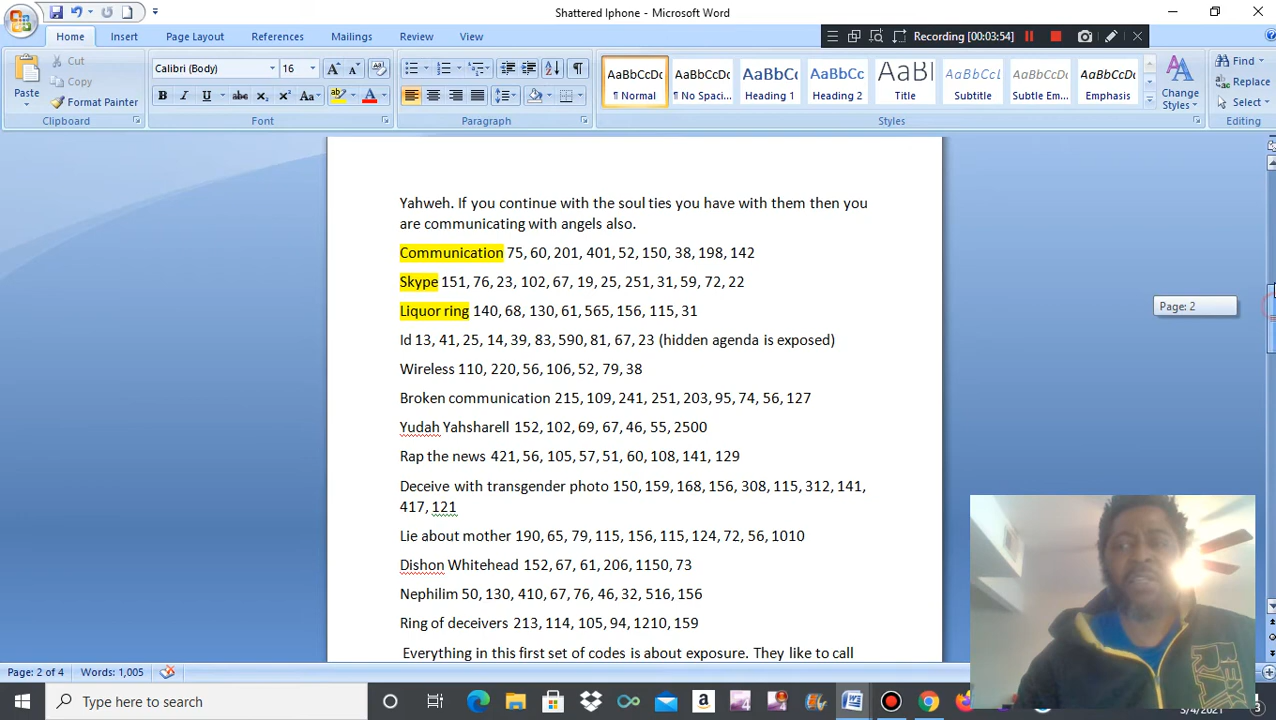 Shattered Iphone - Microsoft Word
Home Insert Page Layout References Mailings Review View
Recording [00:03:54]
Paste
Cut
Copy
Format Painter
Clipboard
Calibri (Body) 16
Font
Paragraph
AaBbCcDc AaBbCcDc AaBbCc AaBbCc AaBl AaBbCcL AaBbCcDc AaBbCcDc
¶ Normal ¶ No Spaci... Heading 1 Heading 2 Title Subtitle Subtle Em... Emphasis
Change Styles
Styles
Find
Replace
Select
Editing
Yahweh. If you continue with the soul ties you have with them then you
are communicating with angels also.
Communication 75, 60, 201, 401, 52, 150, 38, 198, 142
Skype 151, 76, 23, 102, 67, 19, 25, 251, 31, 59, 72, 22
Liquor ring 140, 68, 130, 61, 565, 156, 115, 31
Id 13, 41, 25, 14, 39, 83, 590, 81, 67, 23 (hidden agenda is exposed)
Wireless 110, 220, 56, 106, 52, 79, 38
Broken communication 215, 109, 241, 251, 203, 95, 74, 56, 127
Yudah Yahsharell 152, 102, 69, 67, 46, 55, 2500
Rap the news 421, 56, 105, 57, 51, 60, 108, 141, 129
Deceive with transgender photo 150, 159, 168, 156, 308, 115, 312, 141,
417, 121
Lie about mother 190, 65, 79, 115, 156, 115, 124, 72, 56, 1010
Dishon Whitehead 152, 67, 61, 206, 1150, 73
Nephilim 50, 130, 410, 67, 76, 46, 32, 516, 156
Ring of deceivers 213, 114, 105, 94, 1210, 159
Everything in this first set of codes is about exposure. They like to call
Page: 2
Page: 2 of 4 Words: 1,005
Type here to search
3/4/2021